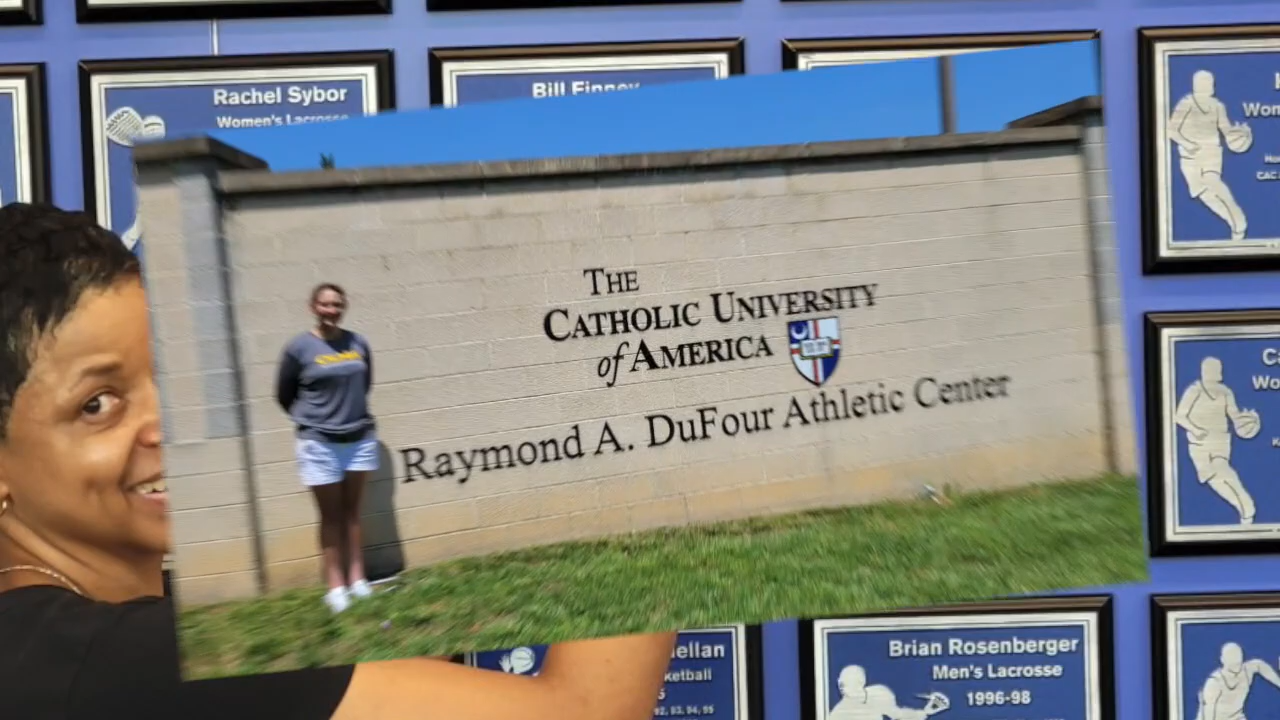 Rachel Sybor
Women's Lacrosse
Bill Finney
THE
CATHOLIC UNIVERSITY
of AMERICA
Raymond A. DuFour Athletic Center
Brian Rosenberger
Men's Lacrosse
1996-98